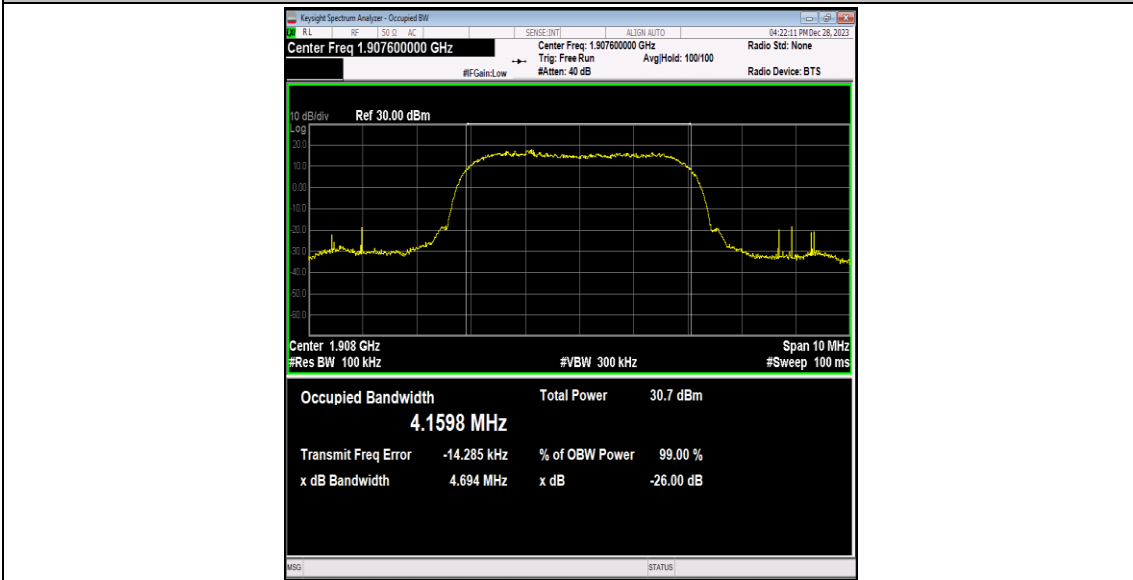 Keysight Spectrum Analyzer - Occupied BW
LXI RL RF 50 Ω AC SENSE:INT ALIGN AUTO 04:22:11 PM Dec 28, 2023
Center Freq 1.907600000 GHz
Center Freq: 1.907600000 GHz Radio Std: None
Trig: Free Run Avg|Hold: 100/100
#IFGain:Low #Atten: 40 dB Radio Device: BTS
10 dB/div Ref 30.00 dBm
Log
20.0
10.0
0.00
-10.0
-20.0
-30.0
-40.0
-50.0
-60.0
Center 1.908 GHz Span 10 MHz
#Res BW 100 kHz #VBW 300 kHz #Sweep 100 ms
Occupied Bandwidth Total Power 30.7 dBm
4.1598 MHz
Transmit Freq Error -14.285 kHz % of OBW Power 99.00 %
x dB Bandwidth 4.694 MHz x dB -26.00 dB
MSG STATUS